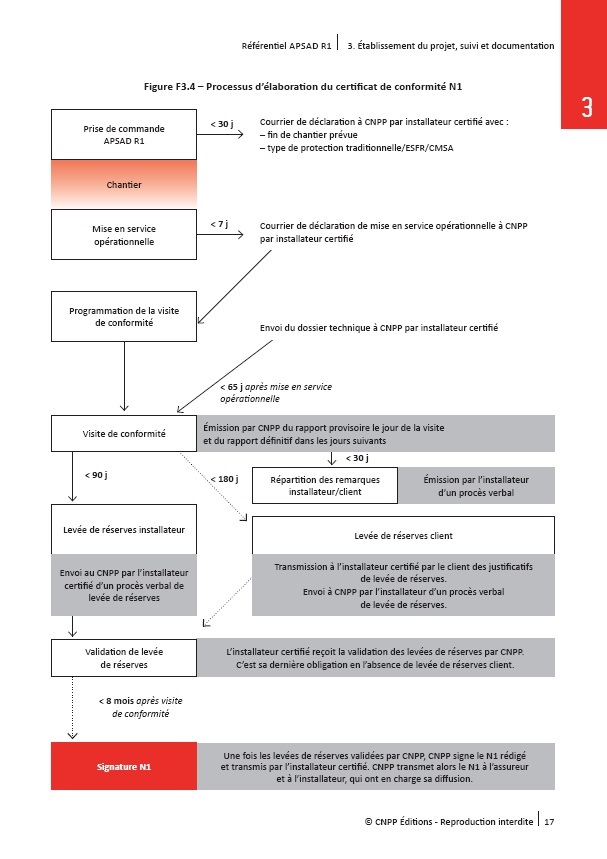 Référentiel APSAD R1 | 3. Établissement du projet, suivi et documentation
3
Figure F3.4 – Processus d’élaboration du certificat de conformité N1
Prise de commande
APSAD R1
< 30 j
Courrier de déclaration à CNPP par installateur certifié avec :
– fin de chantier prévue
– type de protection traditionnelle/ESFR/CMSA
Chantier
Mise en service
opérationnelle
< 7 j
Courrier de déclaration de mise en service opérationnelle à CNPP
par installateur certifié
Programmation de la visite
de conformité
Envoi du dossier technique à CNPP par installateur certifié
< 65 j après mise en service
opérationnelle
Visite de conformité
Émission par CNPP du rapport provisoire le jour de la visite
et du rapport définitif dans les jours suivants
< 30 j
< 90 j
< 180 j
Répartition des remarques
installateur/client
Émission par l’installateur
d’un procès verbal
Levée de réserves installateur
Levée de réserves client
Envoi au CNPP par l’installateur
certifié d’un procès verbal de
levée de réserves
Transmission à l’installateur certifié par le client des justificatifs
de levée de réserves.
Envoi à CNPP par l’installateur d’un procès verbal
de levée de réserves.
Validation de levée
de réserves
L’installateur certifié reçoit la validation des levées de réserves par CNPP.
C’est sa dernière obligation en l’absence de levée de réserves client.
< 8 mois après visite
de conformité
Signature N1
Une fois les levées de réserves validées par CNPP, CNPP signe le N1 rédigé
et transmis par l’installateur certifié. CNPP transmet alors le N1 à l’assureur
et à l’installateur, qui ont en charge sa diffusion.
© CNPP Éditions - Reproduction interdite | 17